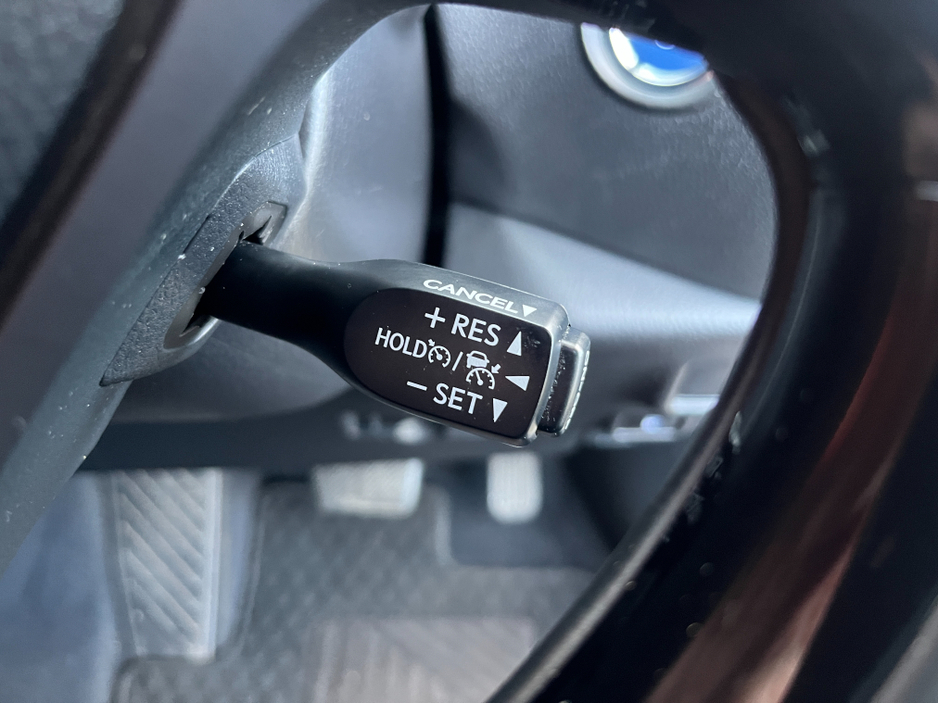 CANCEL▼
+ RES ▲
HOLD / ◀
− SET ▼